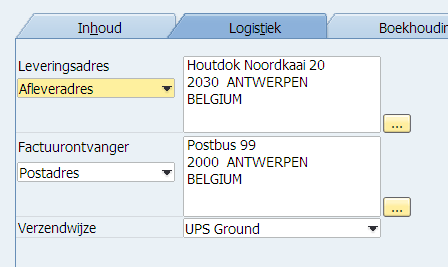 Inhoud
Logistiek
Boekhoudin
Leveringsadres
Afleveradres
Houtdok Noordkaai 20
2030 ANTWERPEN
BELGIUM
...
Factuurontvanger
Postadres
Postbus 99
2000 ANTWERPEN
BELGIUM
...
Verzendwijze
UPS Ground